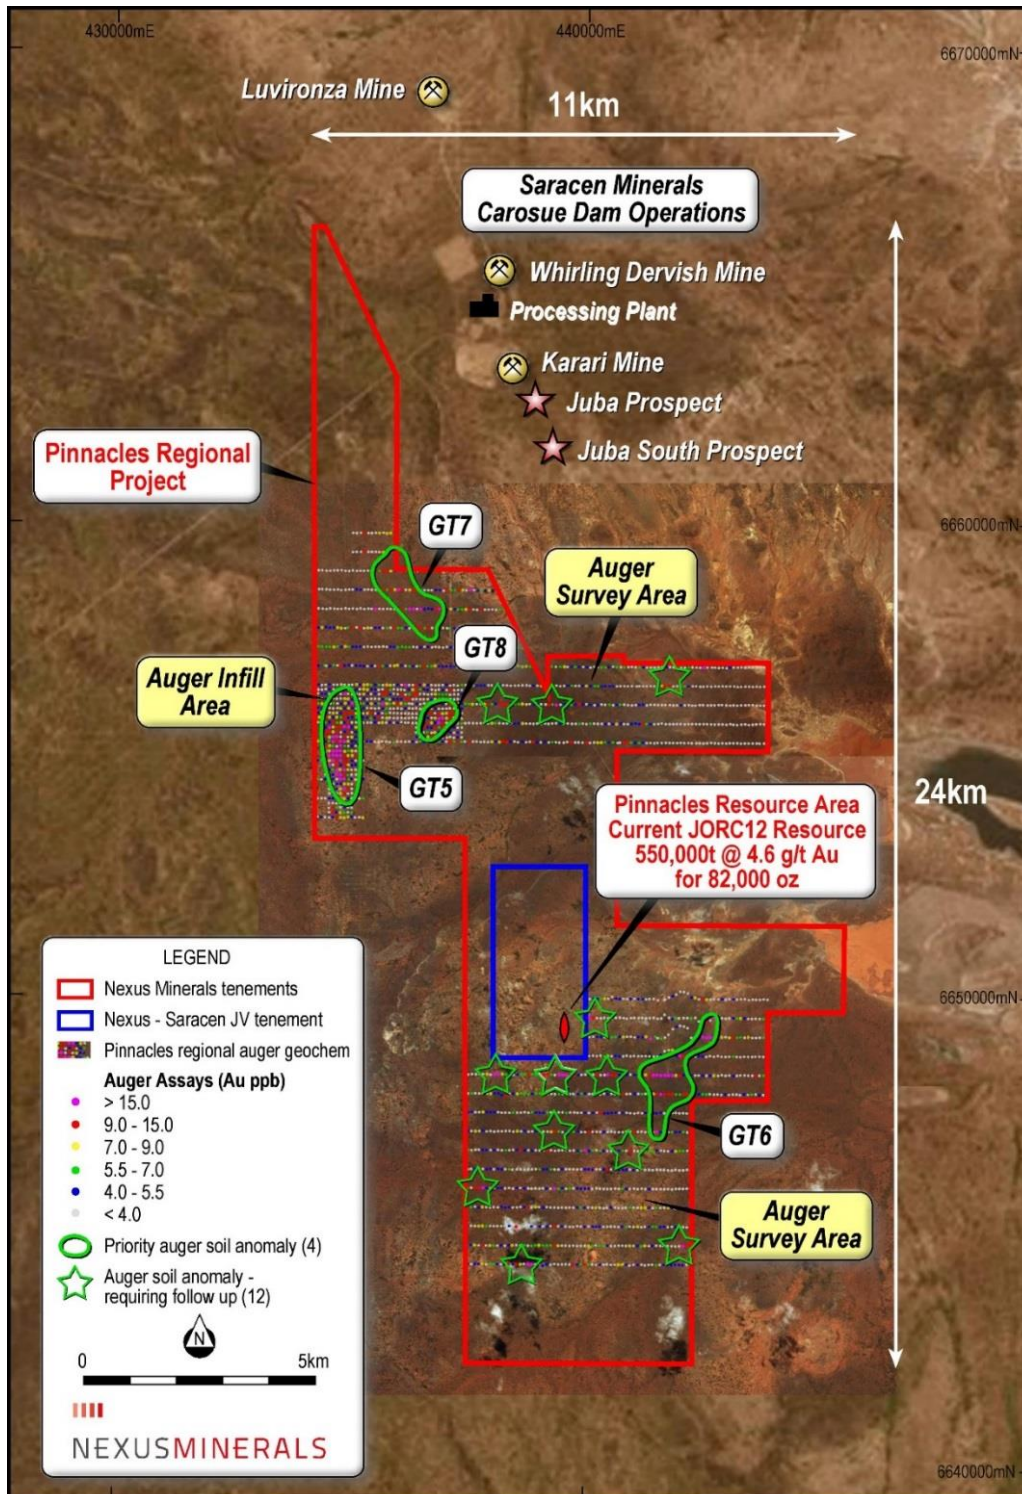 430000mE
440000mE
6670000mN
Luvironza Mine
11km
Saracen Minerals
Carosue Dam Operations
Whirling Dervish Mine
Processing Plant
Karari Mine
Juba Prospect
Juba South Prospect
Pinnacles Regional
Project
GT7
6660000mN
Auger
Survey Area
GT8
Auger Infill
Area
GT5
24km
Pinnacles Resource Area
Current JORC12 Resource
550,000t @ 4.6 g/t Au
for 82,000 oz
6650000mN
GT6
Auger
Survey Area
LEGEND
Nexus Minerals tenements
Nexus - Saracen JV tenement
Pinnacles regional auger geochem
Auger Assays (Au ppb)
> 15.0
9.0 - 15.0
7.0 - 9.0
5.5 - 7.0
4.0 - 5.5
< 4.0
Priority auger soil anomaly (4)
Auger soil anomaly -
requiring follow up (12)
N
0 5km
NEXUSMINERALS
6640000mN